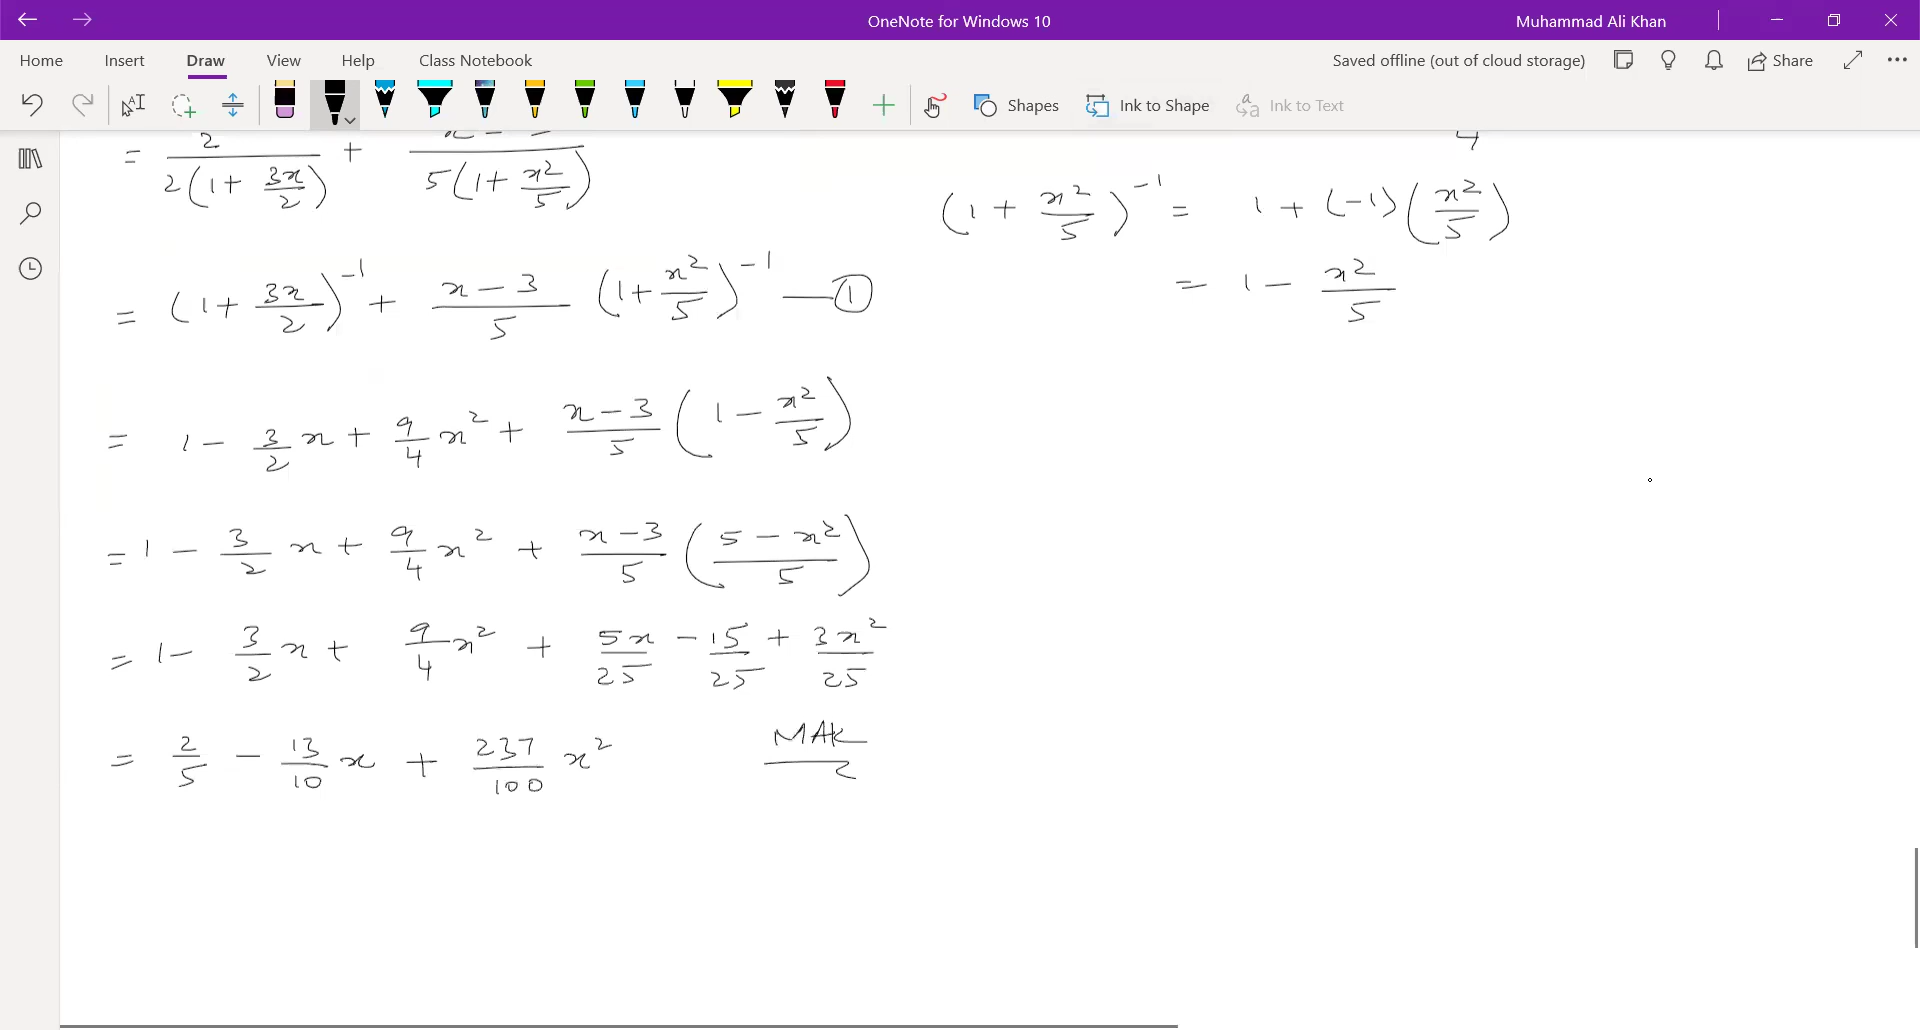 OneNote for Windows 10
Muhammad Ali Khan
Home Insert Draw View Help Class Notebook
Saved offline (out of cloud storage) Share
Shapes Ink to Shape Ink to Text
= 2/(2(1 + 3x/2)) + /(5(1 + x²/5))
= (1 + 3x/2)⁻¹ + (x - 3)/5 (1 + x²/5)⁻¹ — ①
= 1 - 3/2 x + 9/4 x² + (x - 3)/5 (1 - x²/5)
= 1 - 3/2 x + 9/4 x² + (x - 3)/5 ((5 - x²)/5)
= 1 - 3/2 x + 9/4 x² + 5x/25 - 15/25 + 3x²/25
= 2/5 - 13/10 x + 237/100 x²
MAK
4
(1 + x²/5)⁻¹ = 1 + (-1)(x²/5)
= 1 - x²/5